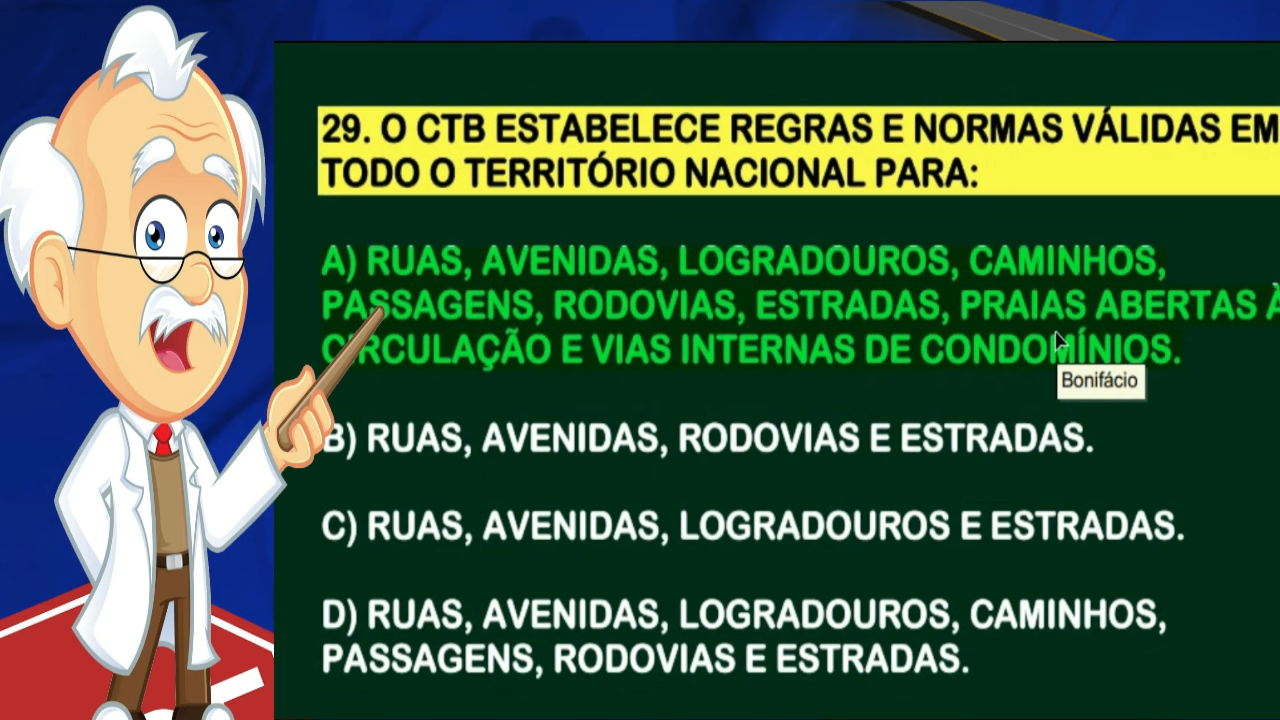 29. O CTB ESTABELECE REGRAS E NORMAS VÁLIDAS EM
TODO O TERRITÓRIO NACIONAL PARA:
A) RUAS, AVENIDAS, LOGRADOUROS, CAMINHOS,
PASSAGENS, RODOVIAS, ESTRADAS, PRAIAS ABERTAS À
CIRCULAÇÃO E VIAS INTERNAS DE CONDOMÍNIOS.
Bonifácio
B) RUAS, AVENIDAS, RODOVIAS E ESTRADAS.
C) RUAS, AVENIDAS, LOGRADOUROS E ESTRADAS.
D) RUAS, AVENIDAS, LOGRADOUROS, CAMINHOS,
PASSAGENS, RODOVIAS E ESTRADAS.